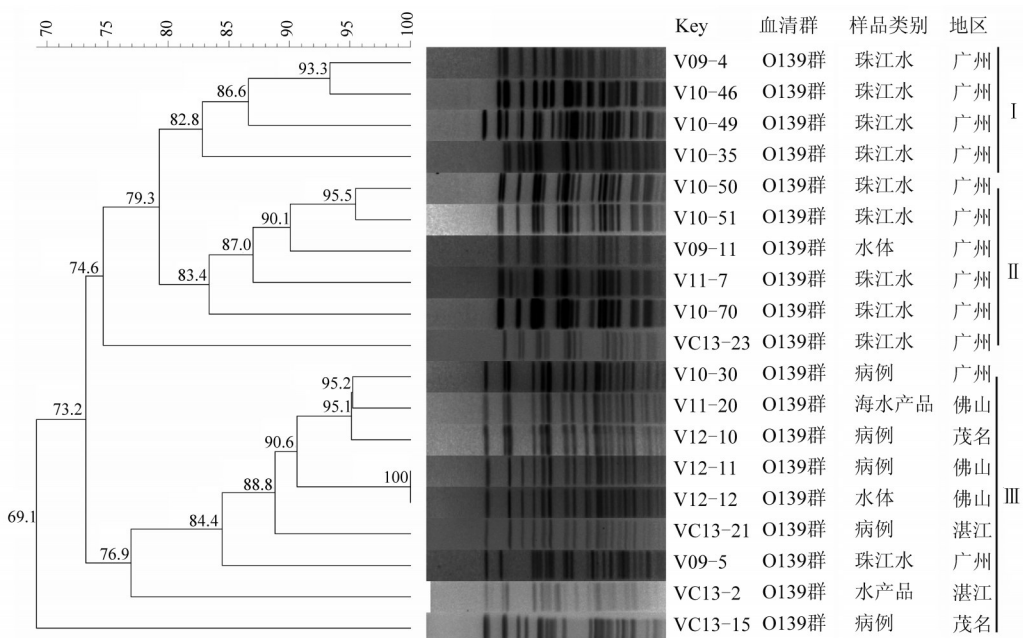 70 75 80 85 90 95 100
Key 血清群 样品类别 地区
V09-4 O139群 珠江水 广州
93.3
V10-46 O139群 珠江水 广州
86.6
V10-49 O139群 珠江水 广州 Ⅰ
82.8
V10-35 O139群 珠江水 广州
79.3
V10-50 O139群 珠江水 广州
95.5
V10-51 O139群 珠江水 广州
90.1
V09-11 O139群 水体 广州
87.0
V11-7 O139群 珠江水 广州 Ⅱ
74.6 83.4
V10-70 O139群 珠江水 广州
VC13-23 O139群 珠江水 广州
V10-30 O139群 病例 广州
95.2
V11-20 O139群 海水产品 佛山
73.2 95.1
V12-10 O139群 病例 茂名
90.6
V12-11 O139群 病例 佛山
100
V12-12 O139群 水体 佛山 Ⅲ
88.8
VC13-21 O139群 病例 湛江
69.1 84.4
V09-5 O139群 珠江水 广州
76.9
VC13-2 O139群 水产品 湛江
VC13-15 O139群 病例 茂名